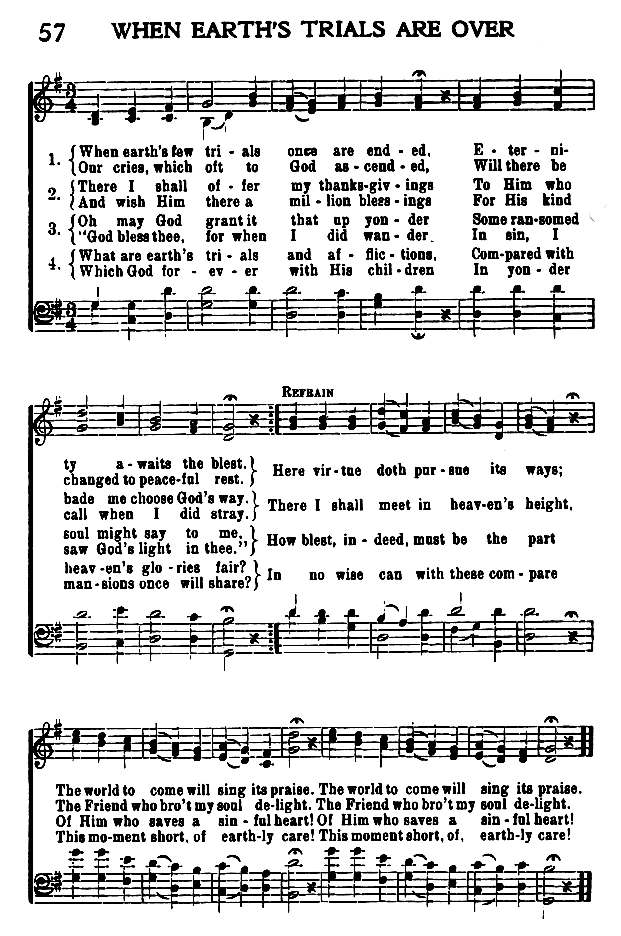 57 WHEN EARTH'S TRIALS ARE OVER
1. When earth's few tri - als once are end - ed, E - ter - ni-
Our cries, which oft to God as - cend - ed, Will there be
2. There I shall of - fer my thanks-giv - ings To Him who
And wish Him there a mil - lion bless - ings For His kind
3. Oh may God grant it that up yon - der Some ran-somed
"God bless thee, for when I did wan - der In sin, I
4. What are earth's tri - als and af - flic - tions, Com-pared with
Which God for - ev - er with His chil - dren In yon - der
REFRAIN
ty a - waits the blest.
changed to peace-ful rest.
Here vir - tue doth pur - sue its ways;
bade me choose God's way.
call when I did stray.
There I shall meet in heav-en's height,
soul might say to me,
saw God's light in thee."
How blest, in - deed, must be the part
heav - en's glo - ries fair?
man - sions once will share?
In no wise can with these com - pare
The world to come will sing its praise. The world to come will sing its praise.
The Friend who bro't my soul de-light. The Friend who bro't my soul de-light.
Of Him who saves a sin - ful heart! Of Him who saves a sin - ful heart!
This mo-ment short, of earth-ly care! This moment short, of, earth-ly care!